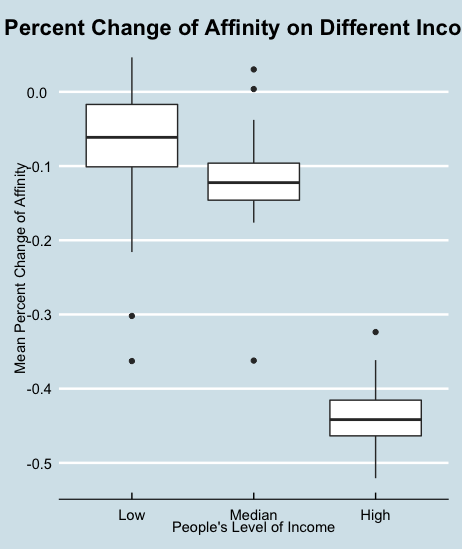 Percent Change of Affinity on Different Inco
Mean Percent Change of Affinity
0.0
-0.1
-0.2
-0.3
-0.4
-0.5
Low
Median
High
People's Level of Income